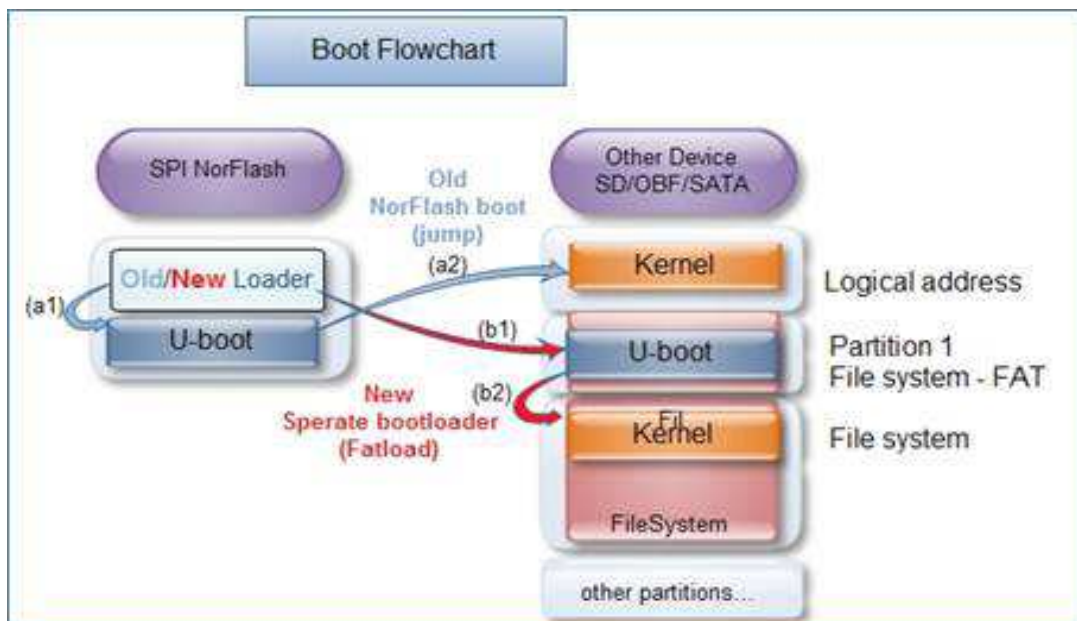 Boot Flowchart
SPI NorFlash
Other Device
SD/OBF/SATA
Old
NorFlash boot
(jump)
(a2)
Old/New Loader
(a1)
U-boot
Kernel
Logical address
(b1)
U-boot
Partition 1
File system - FAT
New
Sperate bootloader
(Fatload)
(b2)
Fil
Kernel
File system
FileSystem
other partitions...